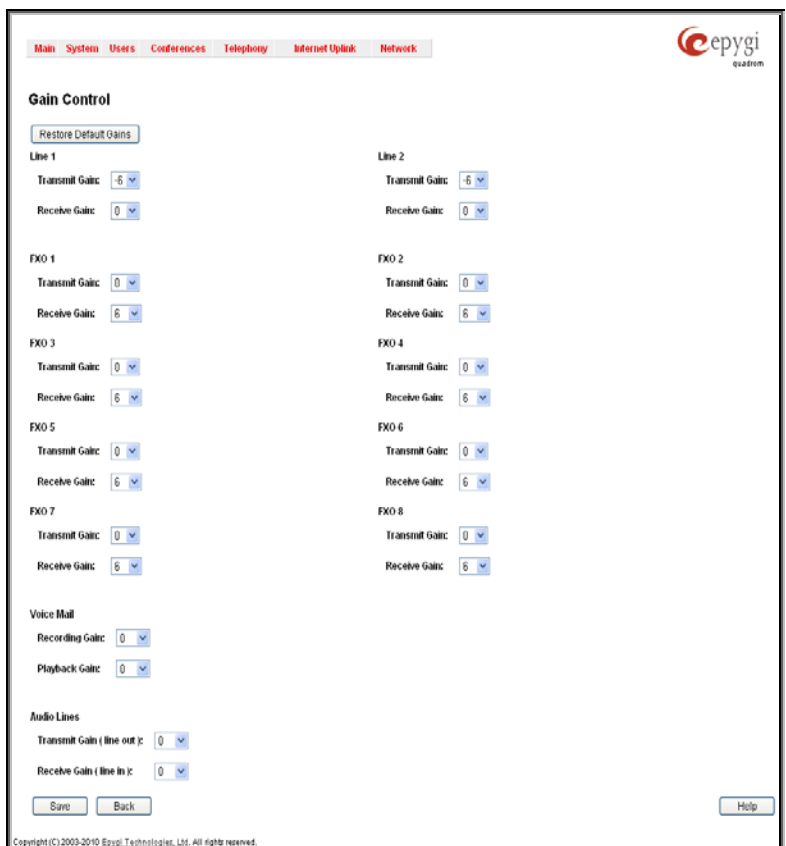 Main System Users Conferences Telephony Internet Uplink Network
epygi
quadrom
Gain Control
Restore Default Gains
Line 1 Line 2
Transmit Gain: -6 Transmit Gain: -6
Receive Gain: 0 Receive Gain: 0
FXO 1 FXO 2
Transmit Gain: 0 Transmit Gain: 0
Receive Gain: 6 Receive Gain: 6
FXO 3 FXO 4
Transmit Gain: 0 Transmit Gain: 0
Receive Gain: 6 Receive Gain: 6
FXO 5 FXO 6
Transmit Gain: 0 Transmit Gain: 0
Receive Gain: 6 Receive Gain: 6
FXO 7 FXO 8
Transmit Gain: 0 Transmit Gain: 0
Receive Gain: 6 Receive Gain: 6
Voice Mail
Recording Gain: 0
Playback Gain: 0
Audio Lines
Transmit Gain ( line out ): 0
Receive Gain ( line in ): 0
Save Back Help
Copyright (C) 2003-2010 Epygi Technologies, Ltd. All rights reserved.